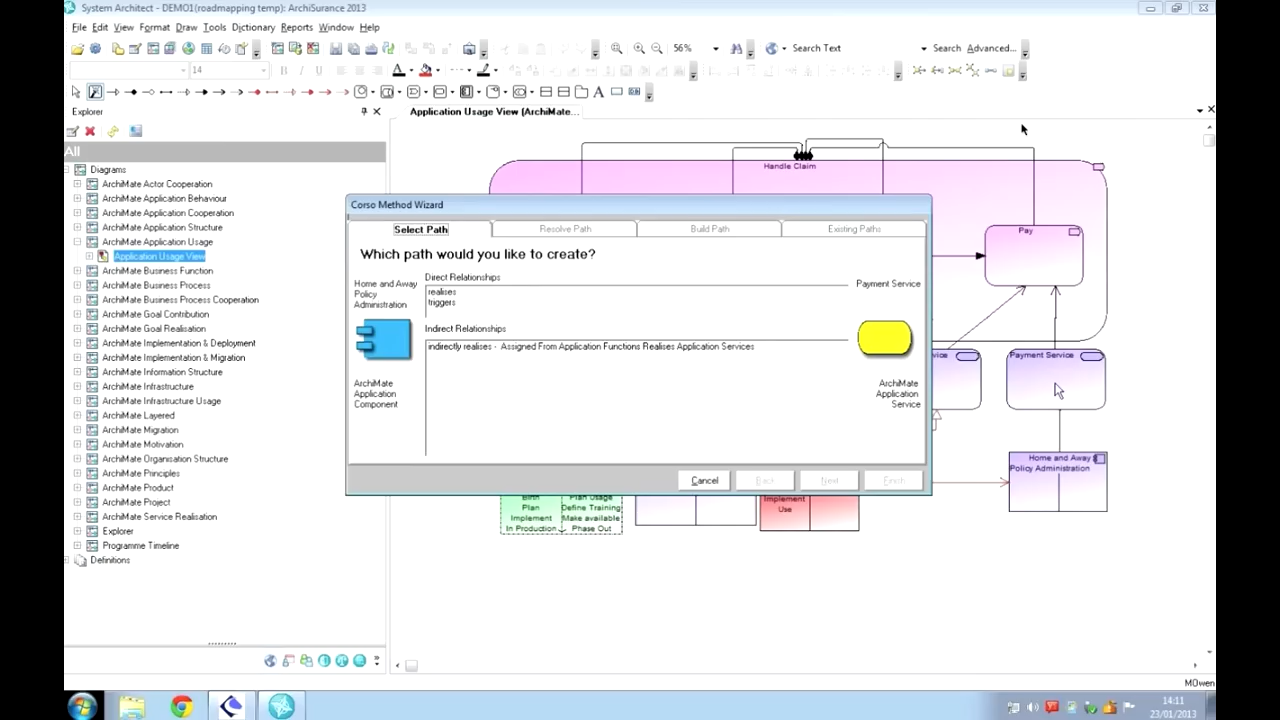 System Architect - DEMO1(roadmapping temp): ArchiSurance 2013
File Edit View Format Draw Tools Dictionary Reports Window Help
56% Search Text Search Advanced...
14
Explorer
Application Usage View (ArchiMate...
All
Diagrams
ArchiMate Actor Cooperation
ArchiMate Application Behaviour
ArchiMate Application Cooperation
ArchiMate Application Structure
ArchiMate Application Usage
Application Usage View
ArchiMate Business Function
ArchiMate Business Process
ArchiMate Business Process Cooperation
ArchiMate Goal Contribution
ArchiMate Goal Realisation
ArchiMate Implementation & Deployment
ArchiMate Implementation & Migration
ArchiMate Information Structure
ArchiMate Infrastructure
ArchiMate Infrastructure Usage
ArchiMate Layered
ArchiMate Migration
ArchiMate Motivation
ArchiMate Organisation Structure
ArchiMate Principles
ArchiMate Product
ArchiMate Project
ArchiMate Service Realisation
Explorer
Programme Timeline
Definitions
Handle Claim
Pay
Corso Method Wizard
Select Path Resolve Path Build Path Existing Paths
Which path would you like to create?
Home and Away
Policy
Administration
ArchiMate
Application
Component
Direct Relationships
realises
triggers
Indirect Relationships
indirectly realises - Assigned From Application Functions Realises Application Services
Payment Service
ArchiMate
Application
Service
Cancel Back Next Finish
vice
Payment Service
Home and Away
Policy Administration
Birth
Plan
Implement
In Production
Plan Usage
Define Training
Make available
Phase Out
Implement
Use
MOwen
14:11
23/01/2013